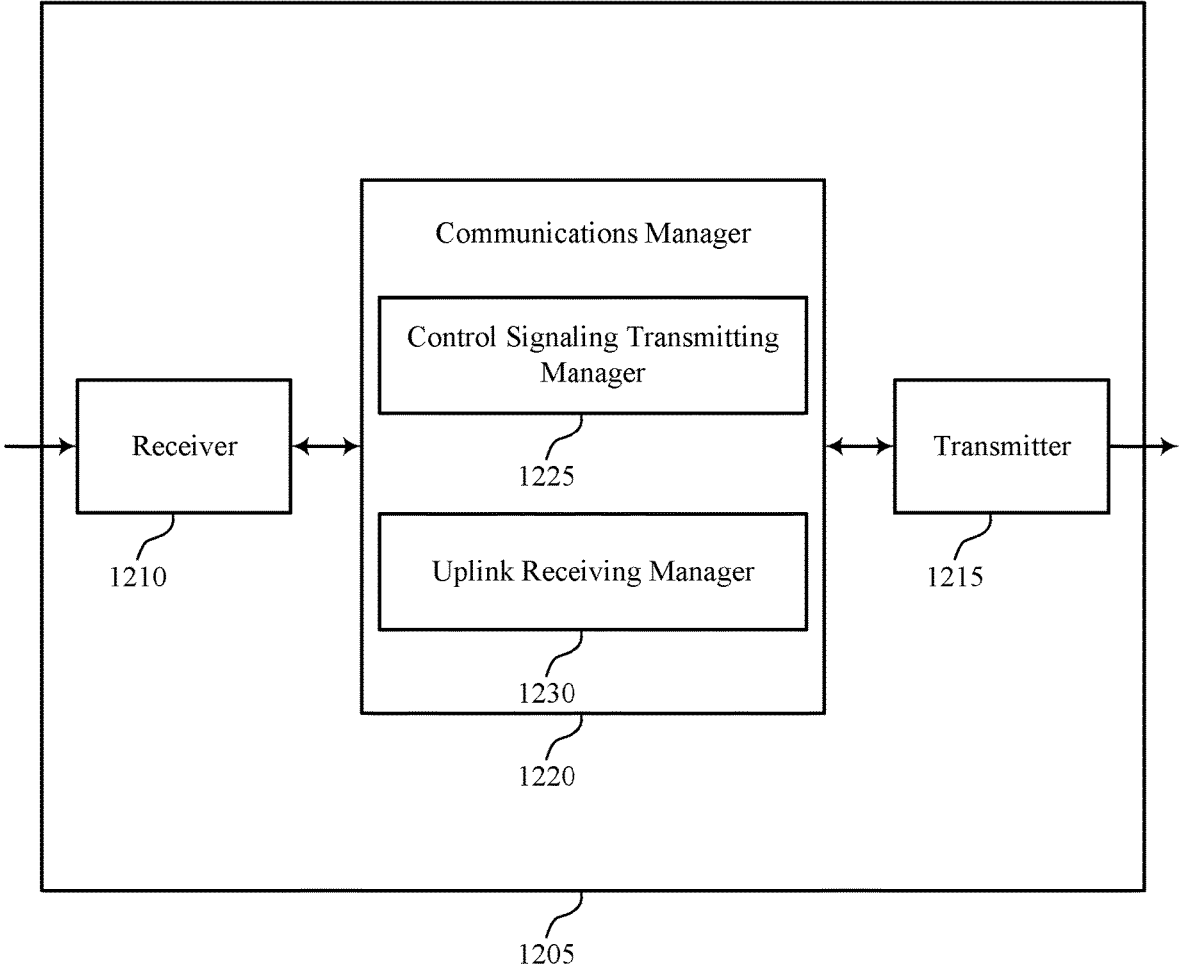 Communications Manager
Control Signaling Transmitting
Manager
1225
Receiver
1210
Transmitter
1215
Uplink Receiving Manager
1230
1220
1205